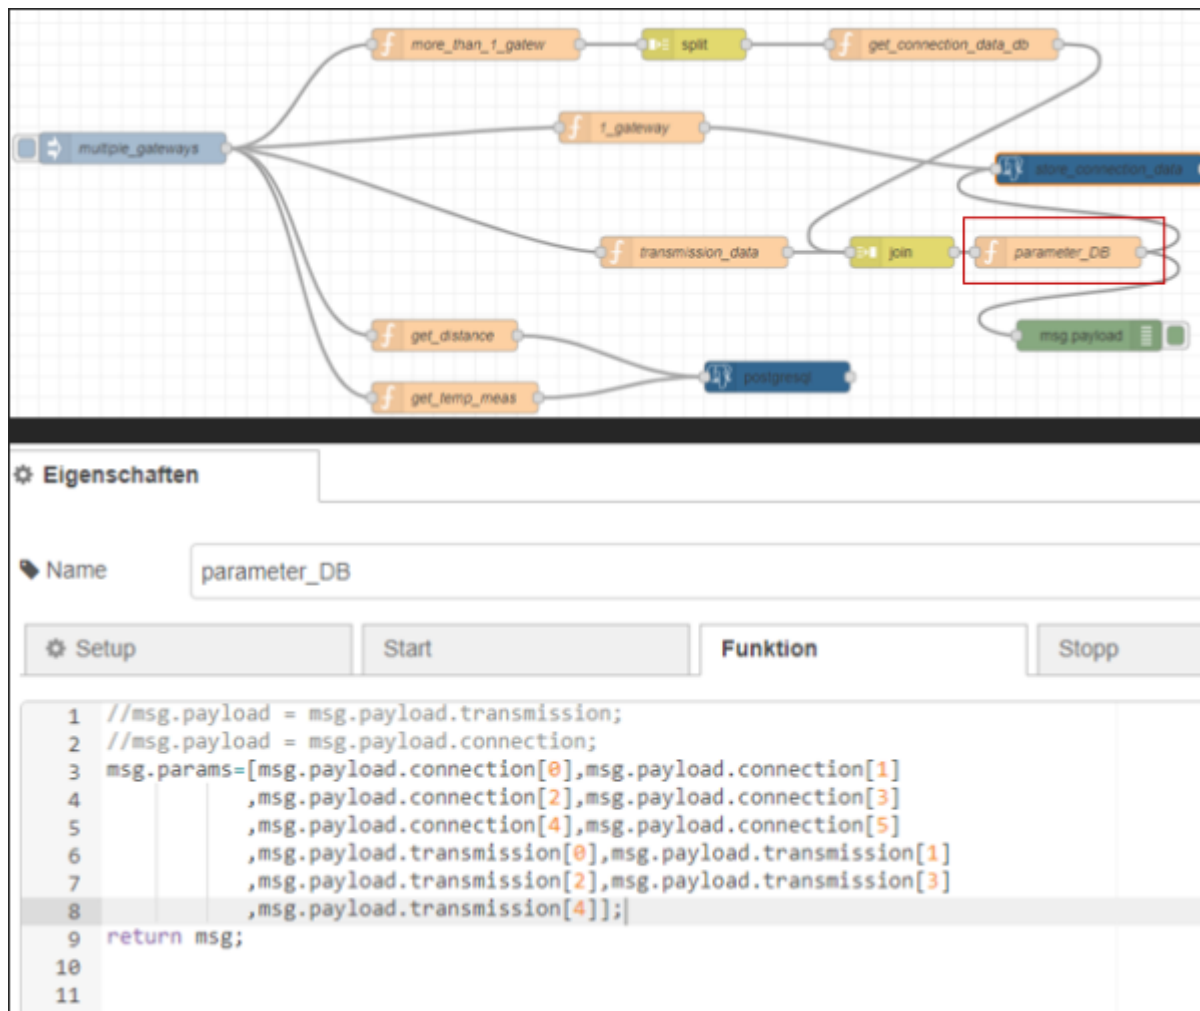 more_than_1_gatew
split
get_connection_data_db
1_gateway
multiple_gateways
store_connection_data
transmission_data
join
parameter_DB
get_distance
msg.payload
postgresql
get_temp_meas
Eigenschaften
Name
parameter_DB
Setup
Start
Funktion
Stopp
1 //msg.payload = msg.payload.transmission;
2 //msg.payload = msg.payload.connection;
3 msg.params=[msg.payload.connection[0],msg.payload.connection[1]
4 ,msg.payload.connection[2],msg.payload.connection[3]
5 ,msg.payload.connection[4],msg.payload.connection[5]
6 ,msg.payload.transmission[0],msg.payload.transmission[1]
7 ,msg.payload.transmission[2],msg.payload.transmission[3]
8 ,msg.payload.transmission[4]];
9 return msg;
10
11